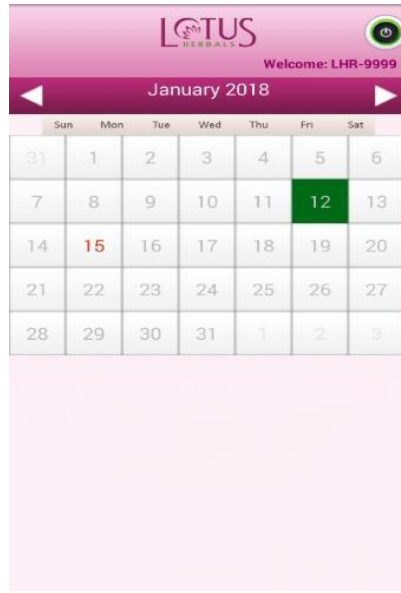 LOTUS
HERBALS
Welcome: LHR-9999
January 2018
Sun Mon Tue Wed Thu Fri Sat
31 1 2 3 4 5 6
7 8 9 10 11 12 13
14 15 16 17 18 19 20
21 22 23 24 25 26 27
28 29 30 31 1 2 3